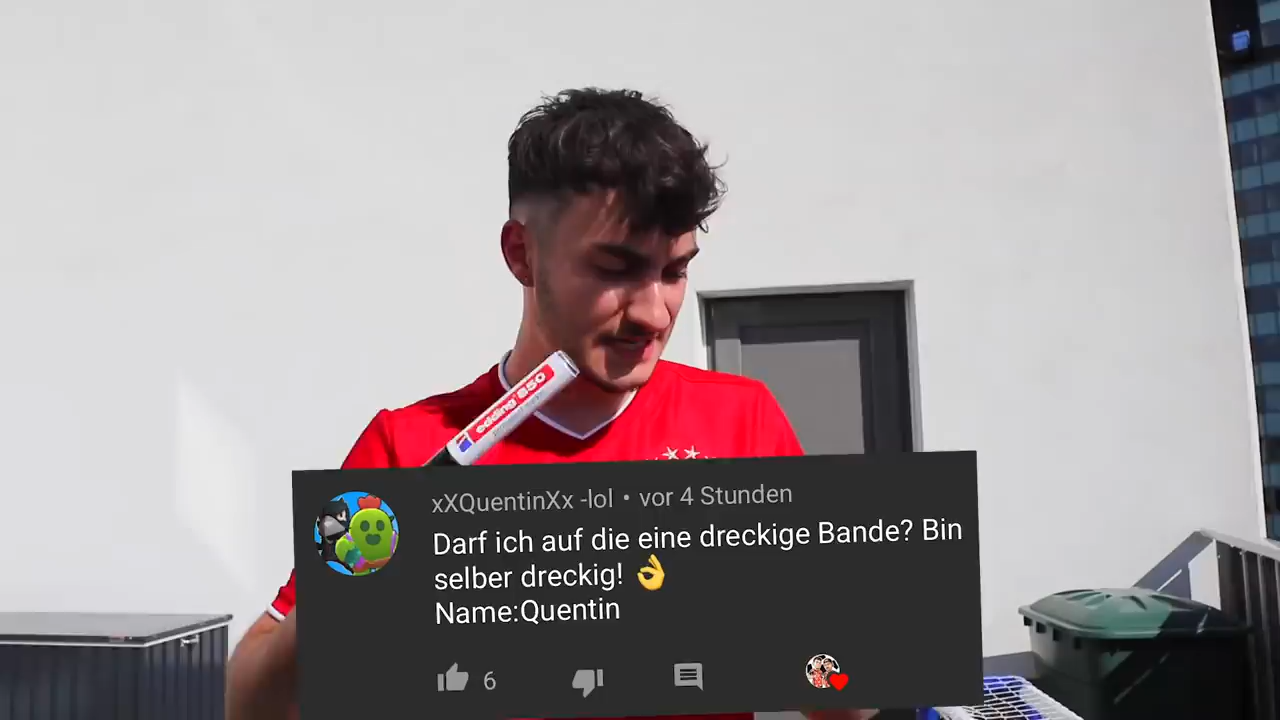 edding 850
xXQuentinXx -lol • vor 4 Stunden
Darf ich auf die eine dreckige Bande? Bin
selber dreckig! 👌
Name:Quentin
6